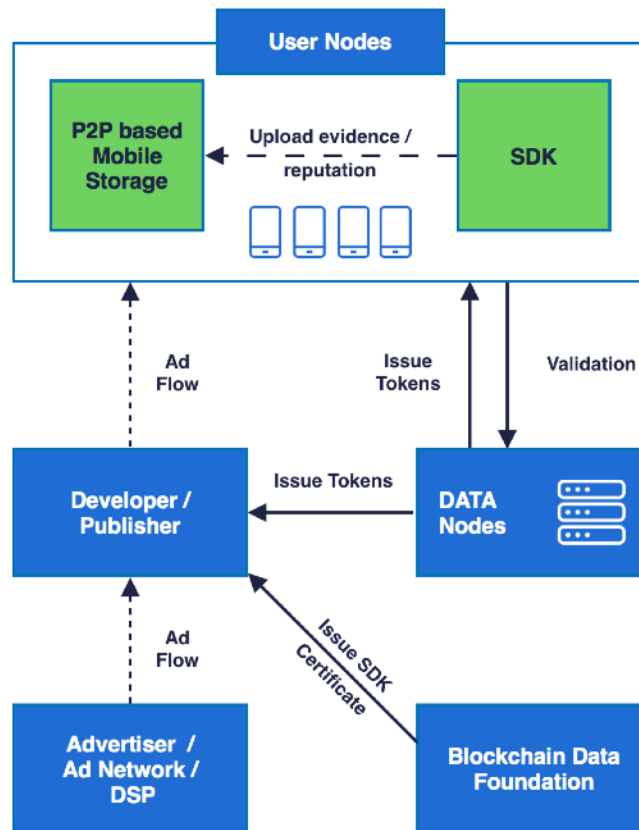 User Nodes
P2P based
Mobile
Storage
Upload evidence /
reputation
SDK
Ad
Flow
Issue
Tokens
Validation
Developer /
Publisher
Issue Tokens
DATA
Nodes
Ad
Flow
Issue SDK
Certificate
Advertiser /
Ad Network /
DSP
Blockchain Data
Foundation